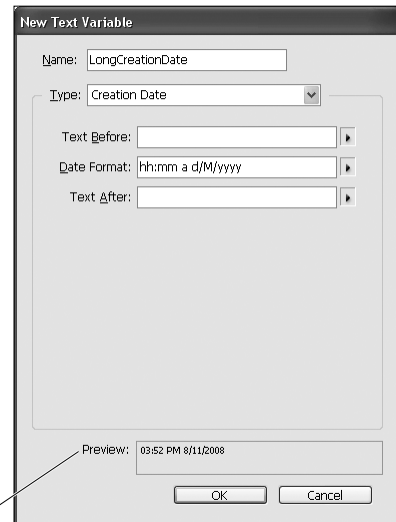 New Text Variable
Name: LongCreationDate
Type: Creation Date
Text Before:
Date Format: hh:mm a d/M/yyyy
Text After:
Preview: 03:52 PM 8/11/2008
OK Cancel